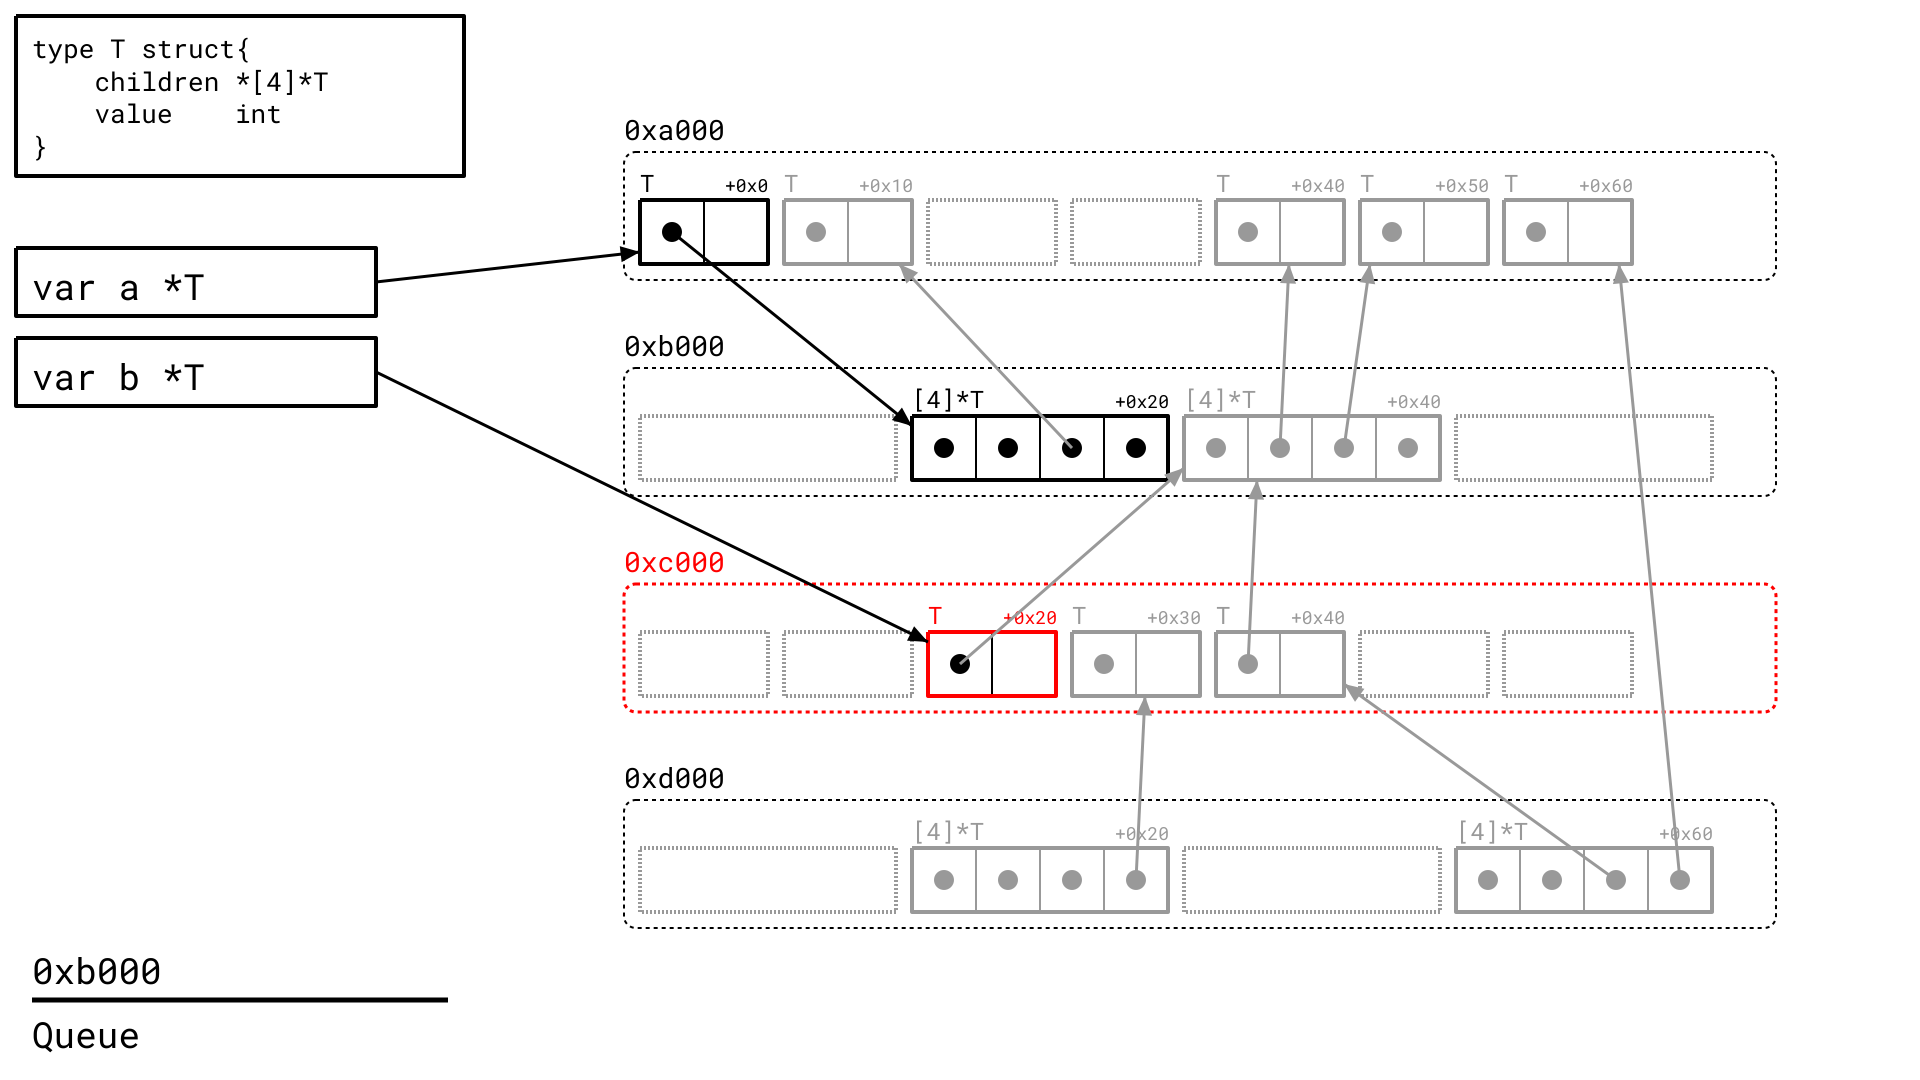 type T struct{
    children *[4]*T
    value    int
}
var a *T
var b *T
0xa000
T +0x0 T +0x10 T +0x40 T +0x50 T +0x60
0xb000
[4]*T +0x20 [4]*T +0x40
0xc000
T +0x20 T +0x30 T +0x40
0xd000
[4]*T +0x20 [4]*T +0x60
0xb000
Queue